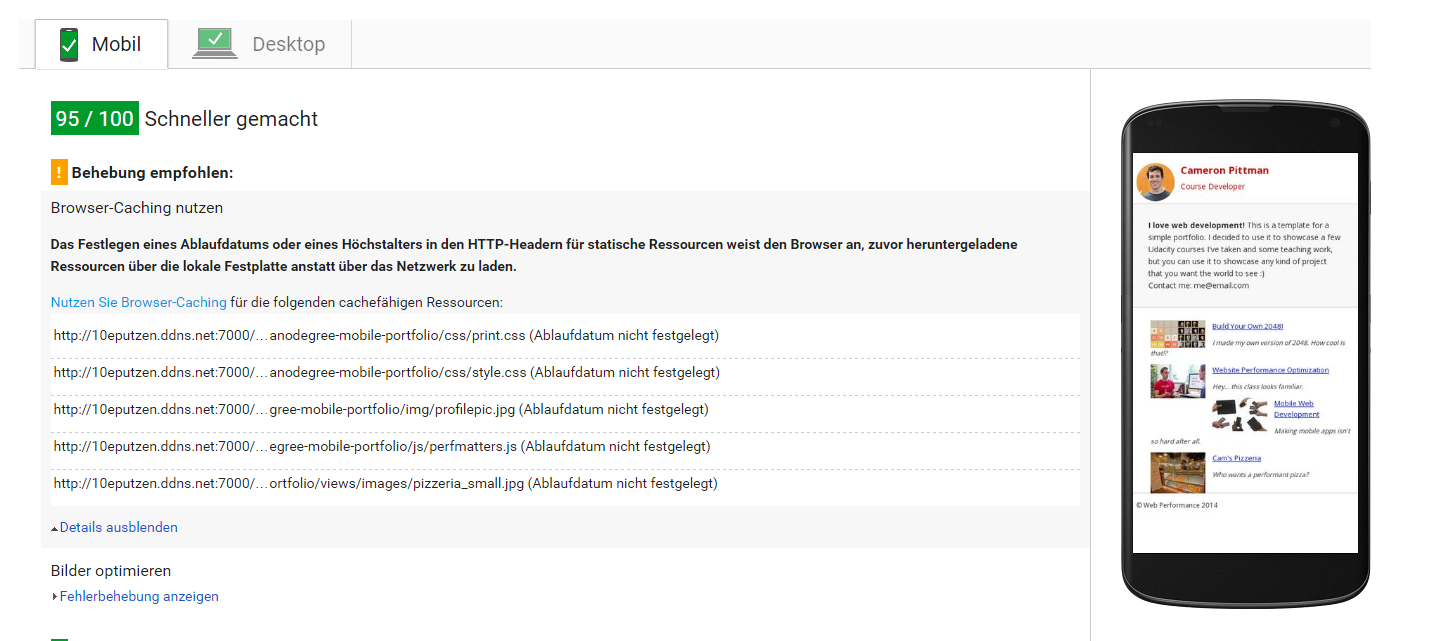 Mobil
Desktop
95 / 100 Schneller gemacht
! Behebung empfohlen:
Browser-Caching nutzen
Das Festlegen eines Ablaufdatums oder eines Höchstalters in den HTTP-Headern für statische Ressourcen weist den Browser an, zuvor heruntergeladene
Ressourcen über die lokale Festplatte anstatt über das Netzwerk zu laden.
Nutzen Sie Browser-Caching für die folgenden cachefähigen Ressourcen:
http://10eputzen.ddns.net:7000/…anodegree-mobile-portfolio/css/print.css (Ablaufdatum nicht festgelegt)
http://10eputzen.ddns.net:7000/…anodegree-mobile-portfolio/css/style.css (Ablaufdatum nicht festgelegt)
http://10eputzen.ddns.net:7000/…gree-mobile-portfolio/img/profilepic.jpg (Ablaufdatum nicht festgelegt)
http://10eputzen.ddns.net:7000/…egree-mobile-portfolio/js/perfmatters.js (Ablaufdatum nicht festgelegt)
http://10eputzen.ddns.net:7000/…ortfolio/views/images/pizzeria_small.jpg (Ablaufdatum nicht festgelegt)
Details ausblenden
Bilder optimieren
Fehlerbehebung anzeigen
Cameron Pittman
Course Developer
I love web development! This is a template for a
simple portfolio. I decided to use it to showcase a few
Udacity courses I've taken and some teaching work,
but you can use it to showcase any kind of project
that you want the world to see :)
Contact me: me@email.com
Build Your Own 2048!
I made my own version of 2048. How cool is
that!?
Website Performance Optimization
Hey... this class looks familiar.
Mobile Web
Development
Making mobile apps isn't
so hard after all.
Cam's Pizzeria
Who wants a performant pizza?
© Web Performance 2014